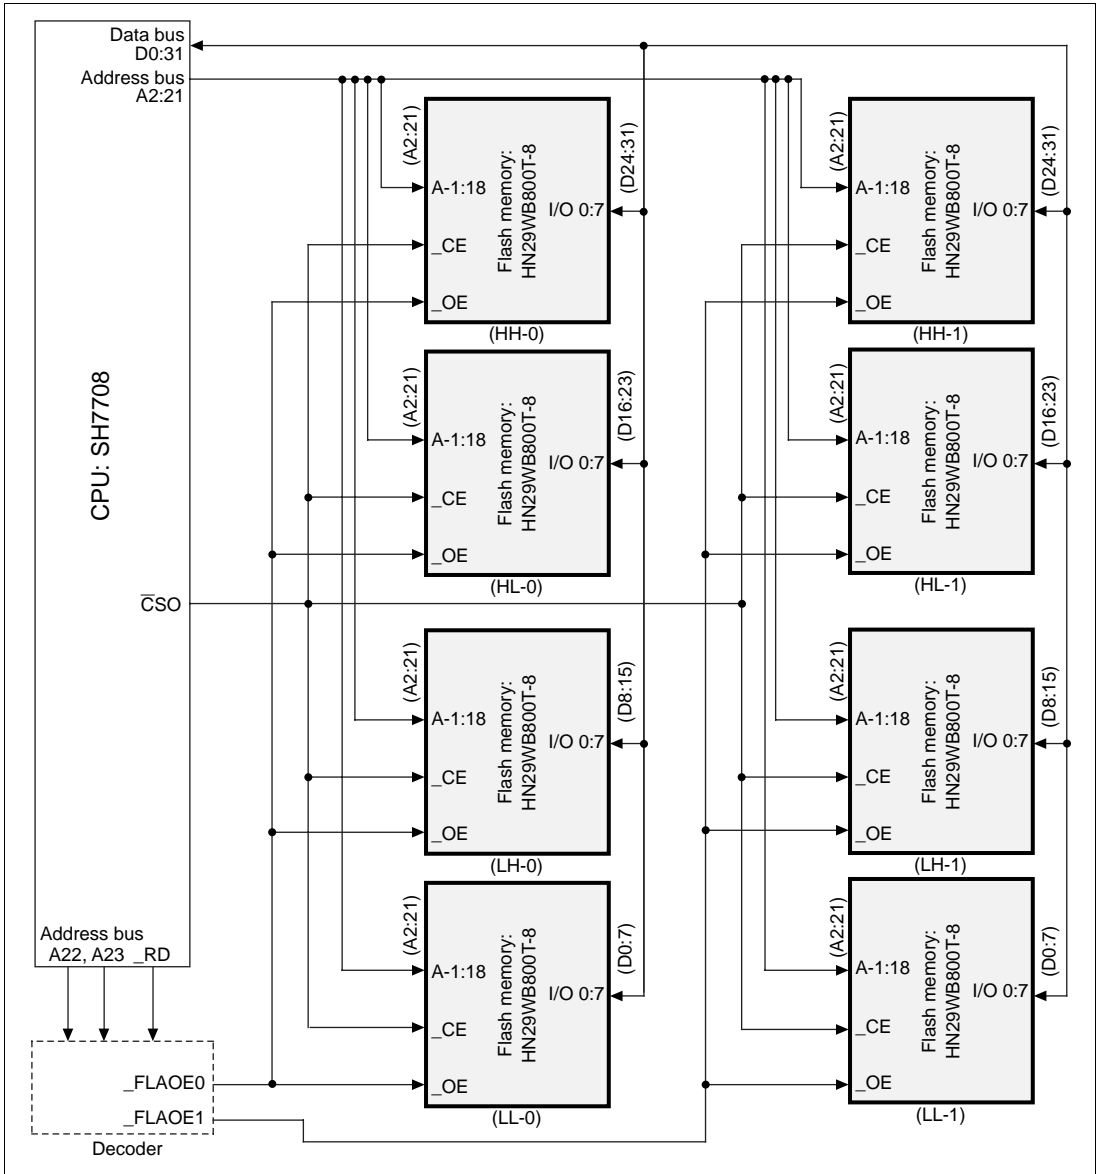 Data bus
D0:31
Address bus
A2:21
CPU: SH7708
C̅SO
Address bus
A22, A23 _RD
_FLAOE0
_FLAOE1
Decoder
(A2:21)
A-1:18
_CE
_OE
Flash memory:
HN29WB800T-8
I/O 0:7
(D24:31)
(HH-0)
(A2:21)
A-1:18
_CE
_OE
Flash memory:
HN29WB800T-8
I/O 0:7
(D24:31)
(HH-1)
(A2:21)
A-1:18
_CE
_OE
Flash memory:
HN29WB800T-8
I/O 0:7
(D16:23)
(HL-0)
(A2:21)
A-1:18
_CE
_OE
Flash memory:
HN29WB800T-8
I/O 0:7
(D16:23)
(HL-1)
(A2:21)
A-1:18
_CE
_OE
Flash memory:
HN29WB800T-8
I/O 0:7
(D8:15)
(LH-0)
(A2:21)
A-1:18
_CE
_OE
Flash memory:
HN29WB800T-8
I/O 0:7
(D8:15)
(LH-1)
(A2:21)
A-1:18
_CE
_OE
Flash memory:
HN29WB800T-8
I/O 0:7
(D0:7)
(LL-0)
(A2:21)
A-1:18
_CE
_OE
Flash memory:
HN29WB800T-8
I/O 0:7
(D0:7)
(LL-1)